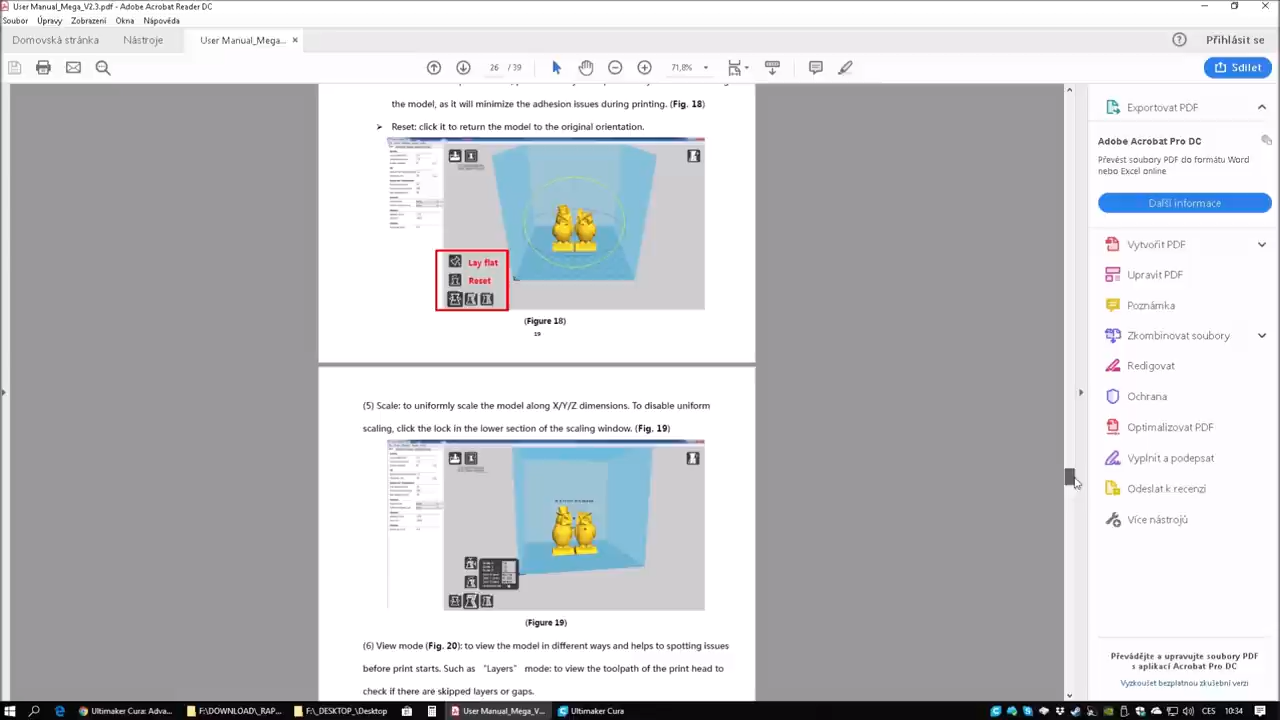 User Manual_Mega_V2.3.pdf - Adobe Acrobat Reader DC
Soubor Úpravy Zobrazení Okna Nápověda
Domovská stránka Nástroje User Manual_Mega... × Přihlásit se
26 / 39 71,8% Sdílet
the model, as it will minimize the adhesion issues during printing. (Fig. 18)
➢ Reset: click it to return the model to the original orientation.
Lay flat
Reset
(Figure 18)
19
(5) Scale: to uniformly scale the model along X/Y/Z dimensions. To disable uniform
scaling, click the lock in the lower section of the scaling window. (Fig. 19)
(Figure 19)
(6) View mode (Fig. 20): to view the model in different ways and helps to spotting issues
before print starts. Such as “Layers” mode: to view the toolpath of the print head to
check if there are skipped layers or gaps.
Exportovat PDF
Adobe Acrobat Pro DC
Převést soubory PDF do formátu Word
nebo Excel online
Další informace
Vytvořit PDF
Upravit PDF
Poznámka
Zkombinovat soubory
Redigovat
Ochrana
Optimalizovat PDF
Vyplnit a podepsat
Odeslat k recenzi
Více nástrojů
Převádějte a upravujte soubory PDF
s aplikací Acrobat Pro DC
Vyzkoušet bezplatnou zkušební verzi
Ultimaker Cura: Adva... F:\DOWNLOAD\_RAP... F:\_DESKTOP_\Desktop User Manual_Mega_V... Ultimaker Cura CES 10:34